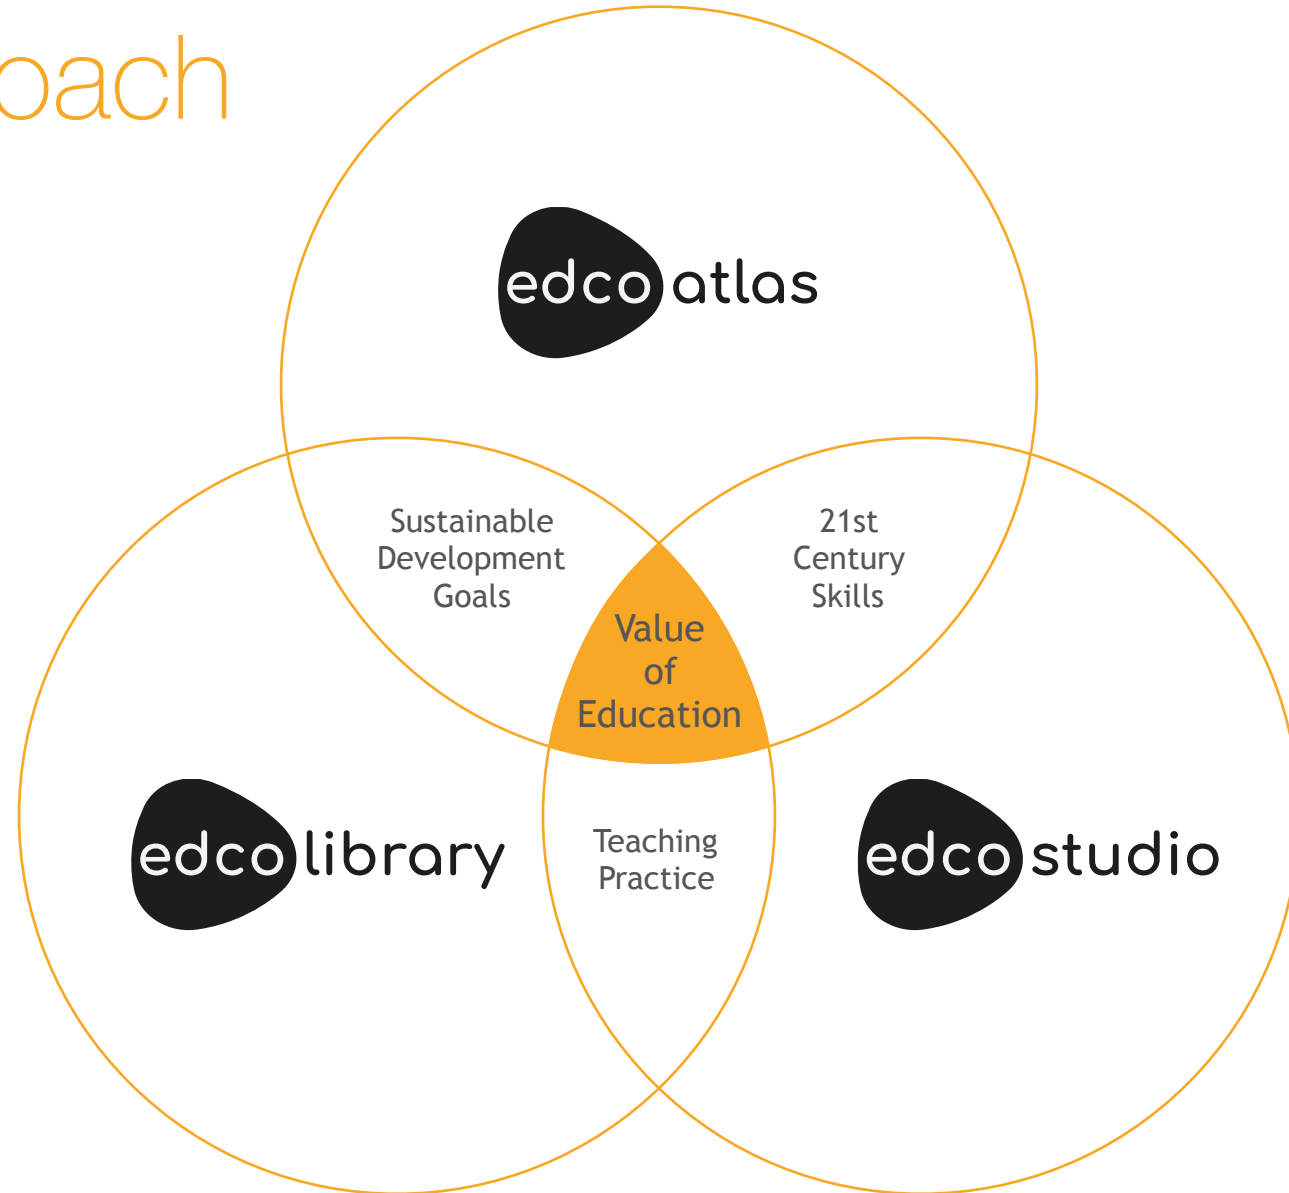 oach
edco atlas
Sustainable
Development
Goals
21st
Century
Skills
Value
of
Education
edco library
Teaching
Practice
edco studio